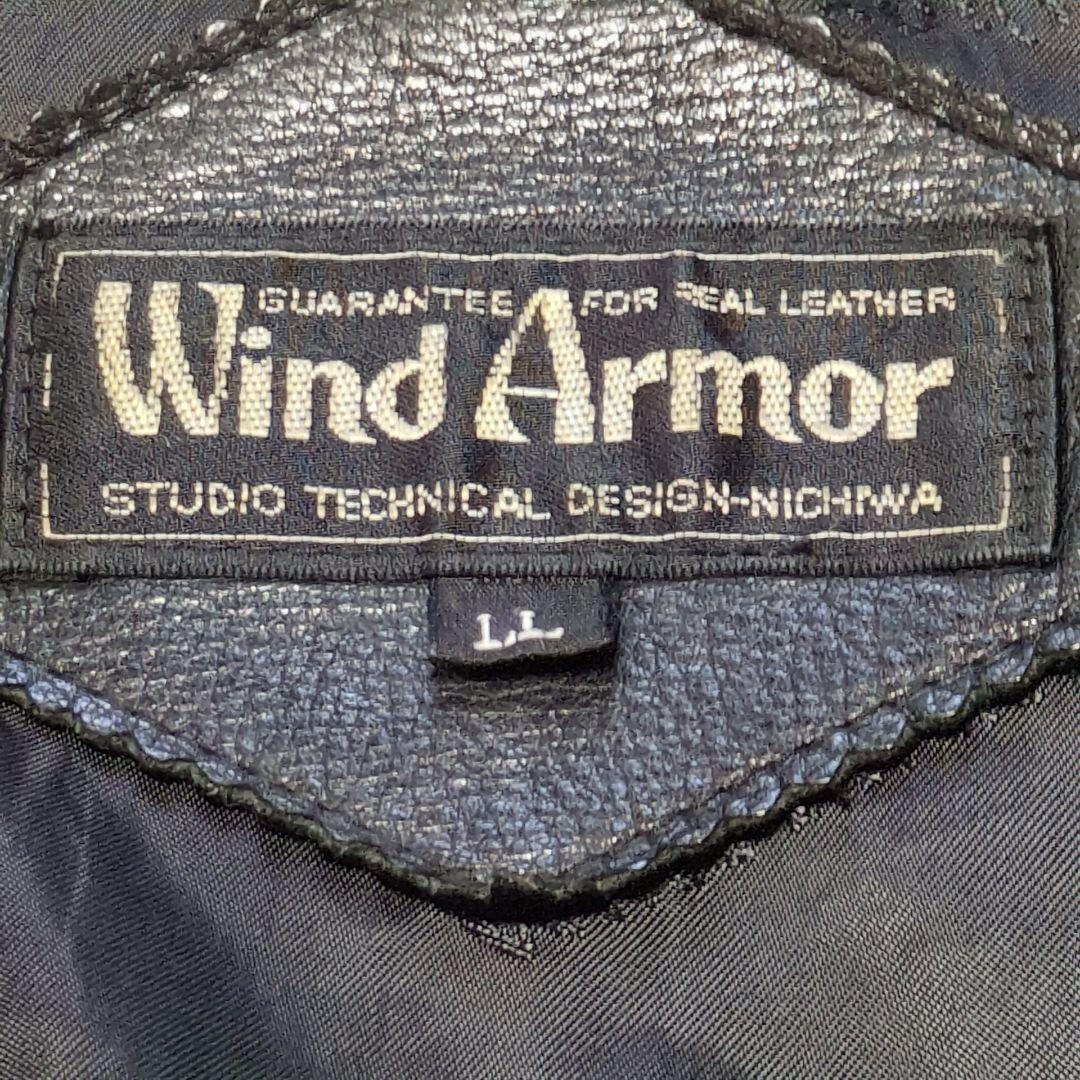 GUARANTEE FOR REAL LEATHER
Wind Armor
STUDIO TECHNICAL DESIGN-NICHIWA
LL